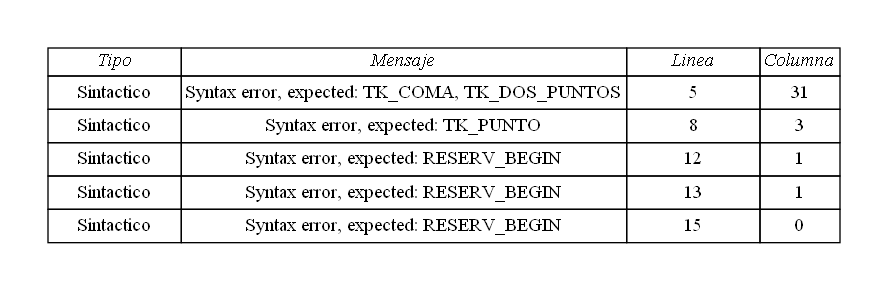 Tipo Mensaje Linea Columna
Sintactico Syntax error, expected: TK_COMA, TK_DOS_PUNTOS 5 31
Sintactico Syntax error, expected: TK_PUNTO 8 3
Sintactico Syntax error, expected: RESERV_BEGIN 12 1
Sintactico Syntax error, expected: RESERV_BEGIN 13 1
Sintactico Syntax error, expected: RESERV_BEGIN 15 0